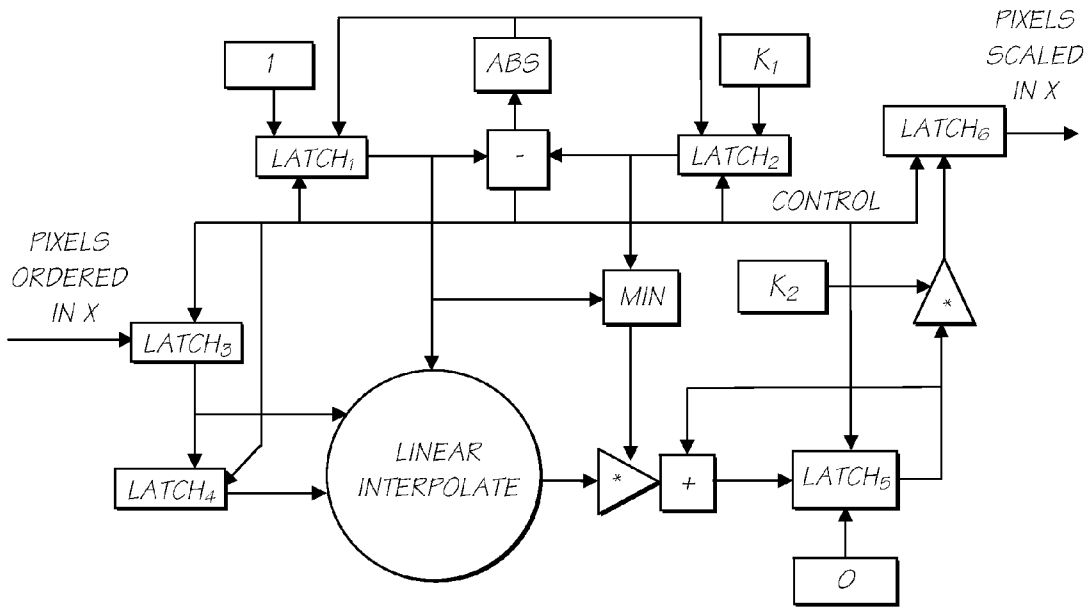 1
ABS
K₁
PIXELS
SCALED
IN X
LATCH₁
-
LATCH₂
LATCH₆
CONTROL
PIXELS
ORDERED
IN X
MIN
K₂
*
LATCH₃
LINEAR
INTERPOLATE
LATCH₄
*
+
LATCH₅
0